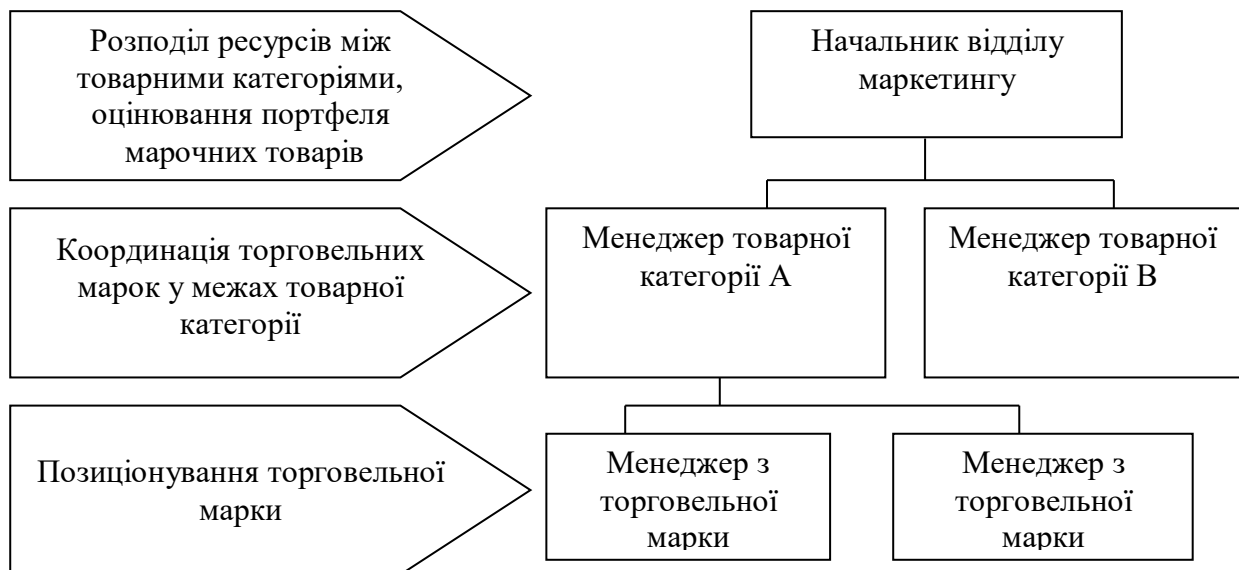 Розподіл ресурсів між
товарними категоріями,
оцінювання портфеля
марочних товарів
Начальник відділу
маркетингу
Координація торговельних
марок у межах товарної
категорії
Менеджер товарної
категорії А
Менеджер товарної
категорії В
Позиціонування торговельної
марки
Менеджер з
торговельної
марки
Менеджер з
торговельної
марки